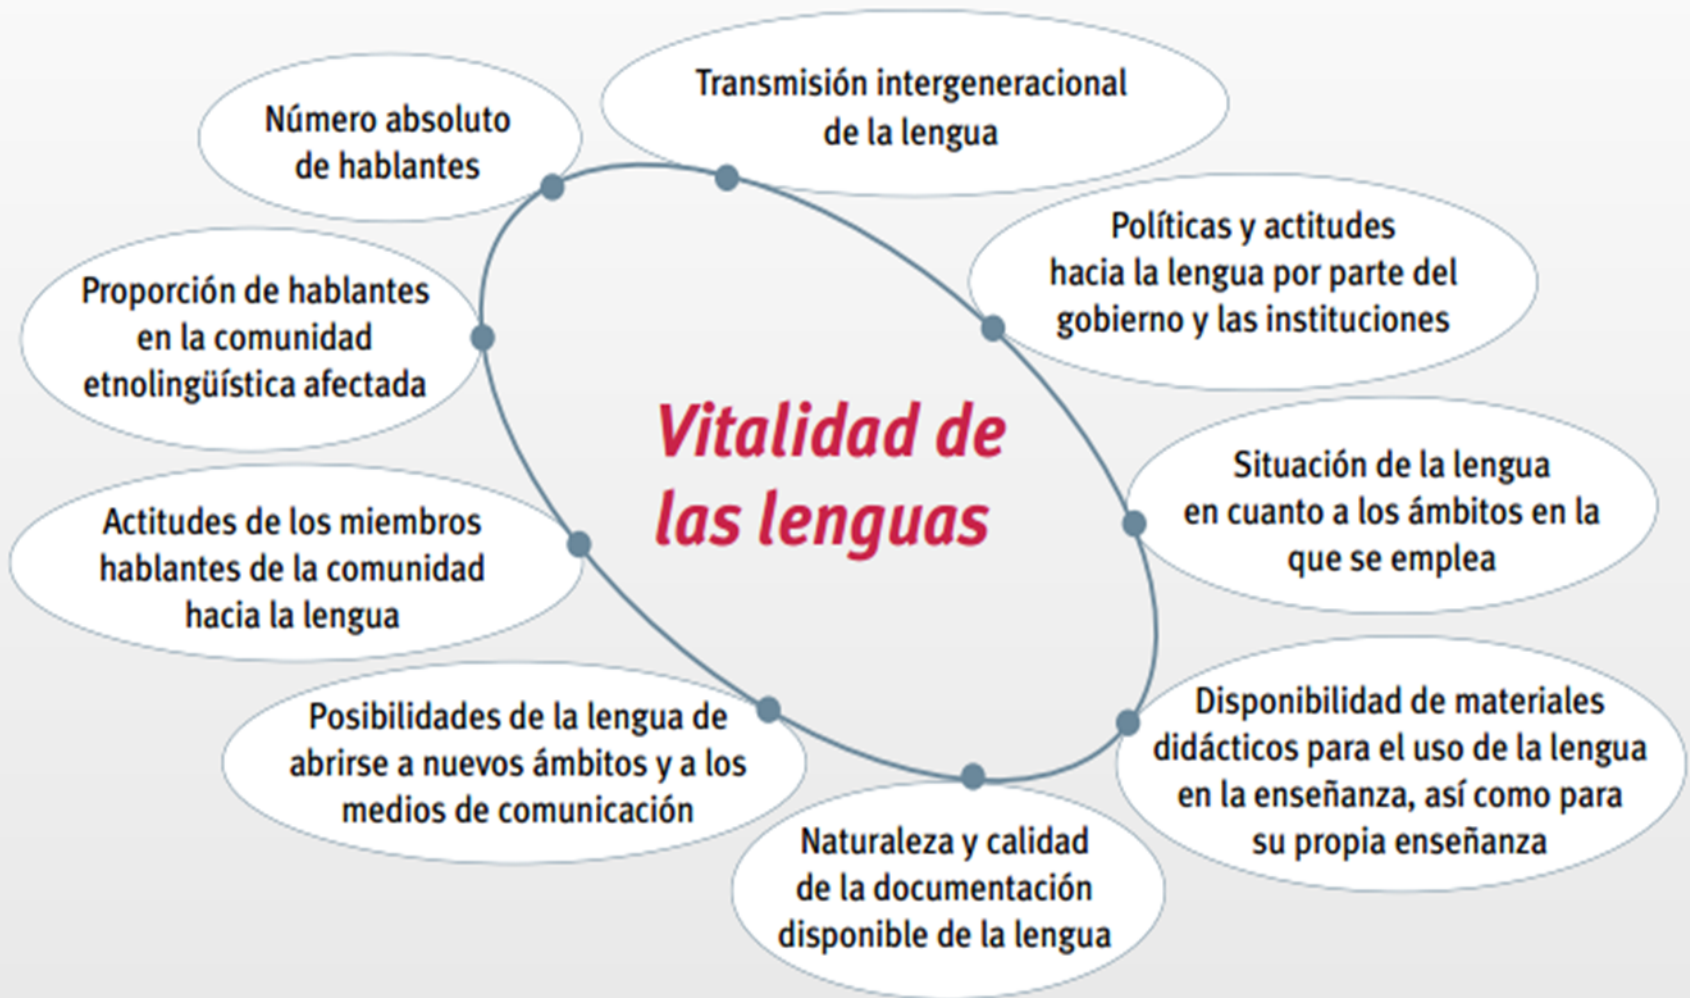 Número absoluto
de hablantes
Transmisión intergeneracional
de la lengua
Políticas y actitudes
hacia la lengua por parte del
gobierno y las instituciones
Situación de la lengua
en cuanto a los ámbitos en la
que se emplea
Disponibilidad de materiales
didácticos para el uso de la lengua
en la enseñanza, así como para
su propia enseñanza
Naturaleza y calidad
de la documentación
disponible de la lengua
Posibilidades de la lengua de
abrirse a nuevos ámbitos y a los
medios de comunicación
Actitudes de los miembros
hablantes de la comunidad
hacia la lengua
Proporción de hablantes
en la comunidad
etnolingüística afectada
Vitalidad de
las lenguas